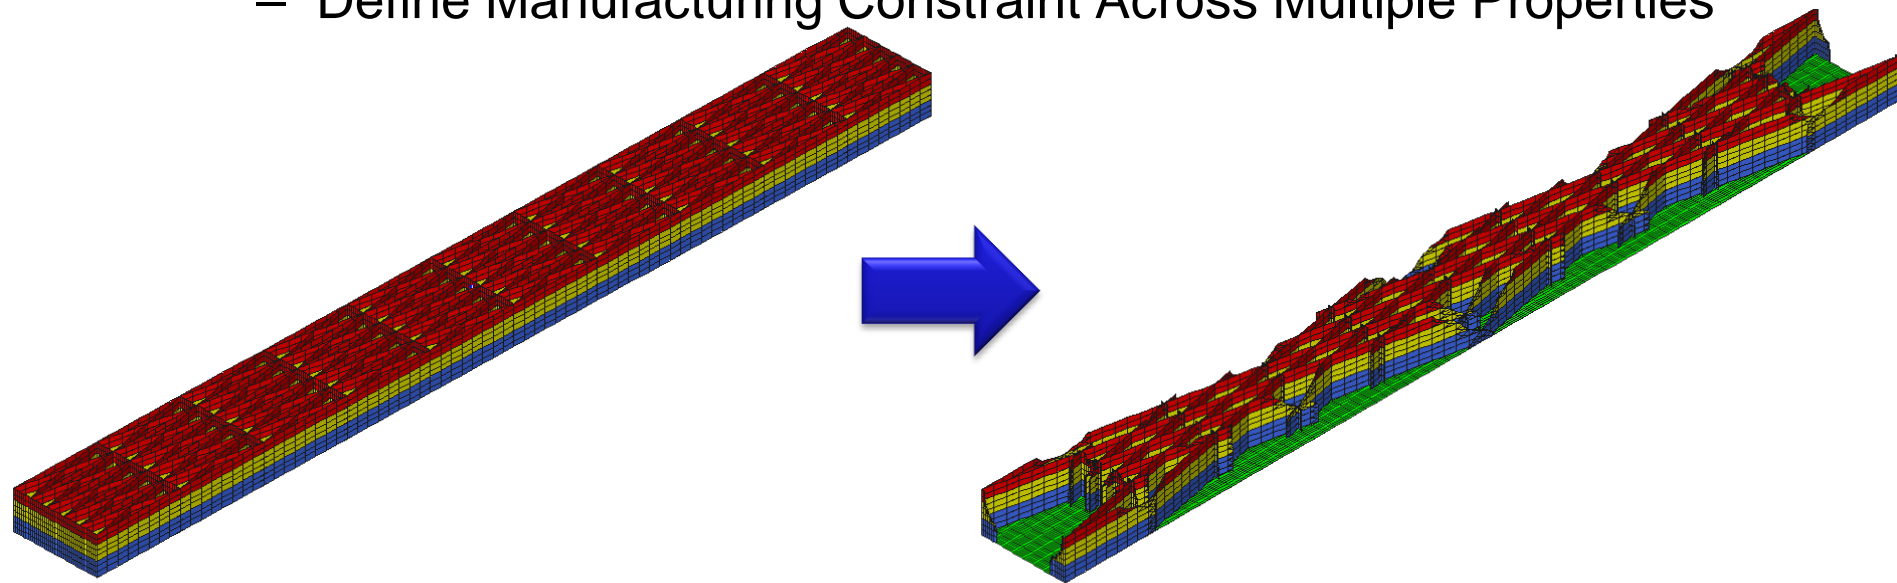 – Define Manufacturing Constraint Across Multiple Properties